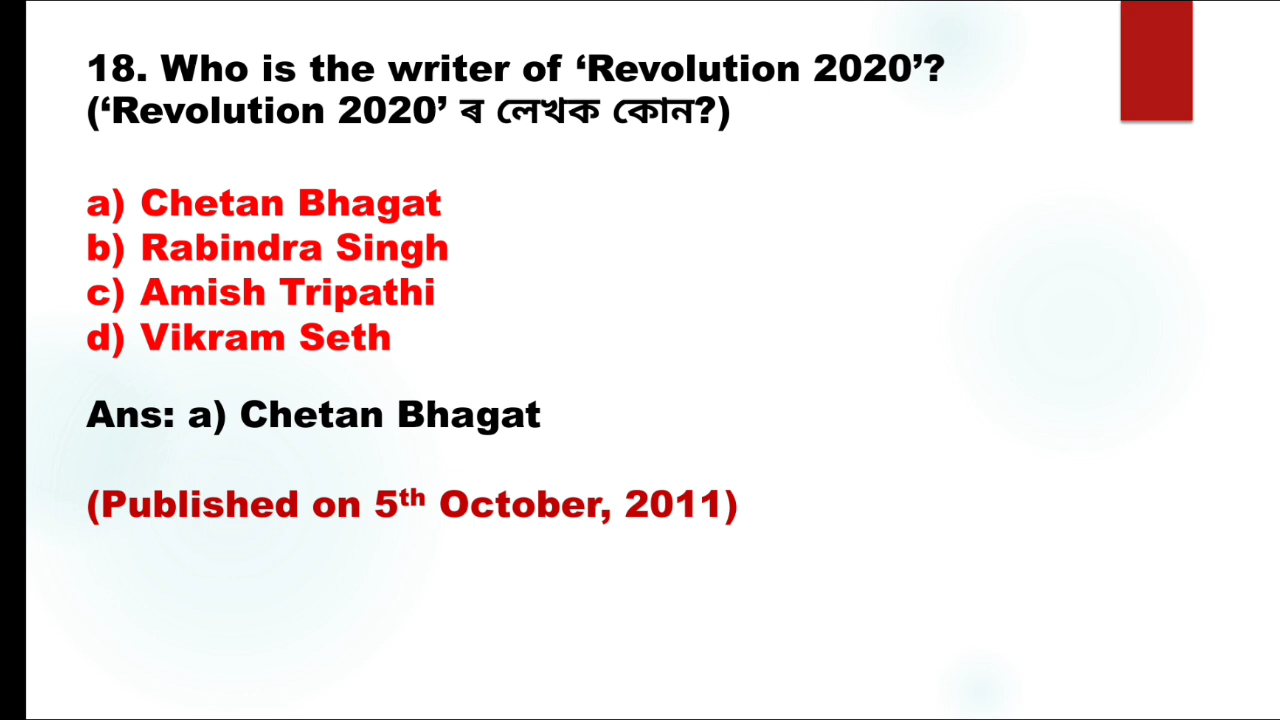 18. Who is the writer of ‘Revolution 2020’?
(‘Revolution 2020’ ৰ লেখক কোন?)
a) Chetan Bhagat
b) Rabindra Singh
c) Amish Tripathi
d) Vikram Seth
Ans: a) Chetan Bhagat
(Published on 5th October, 2011)